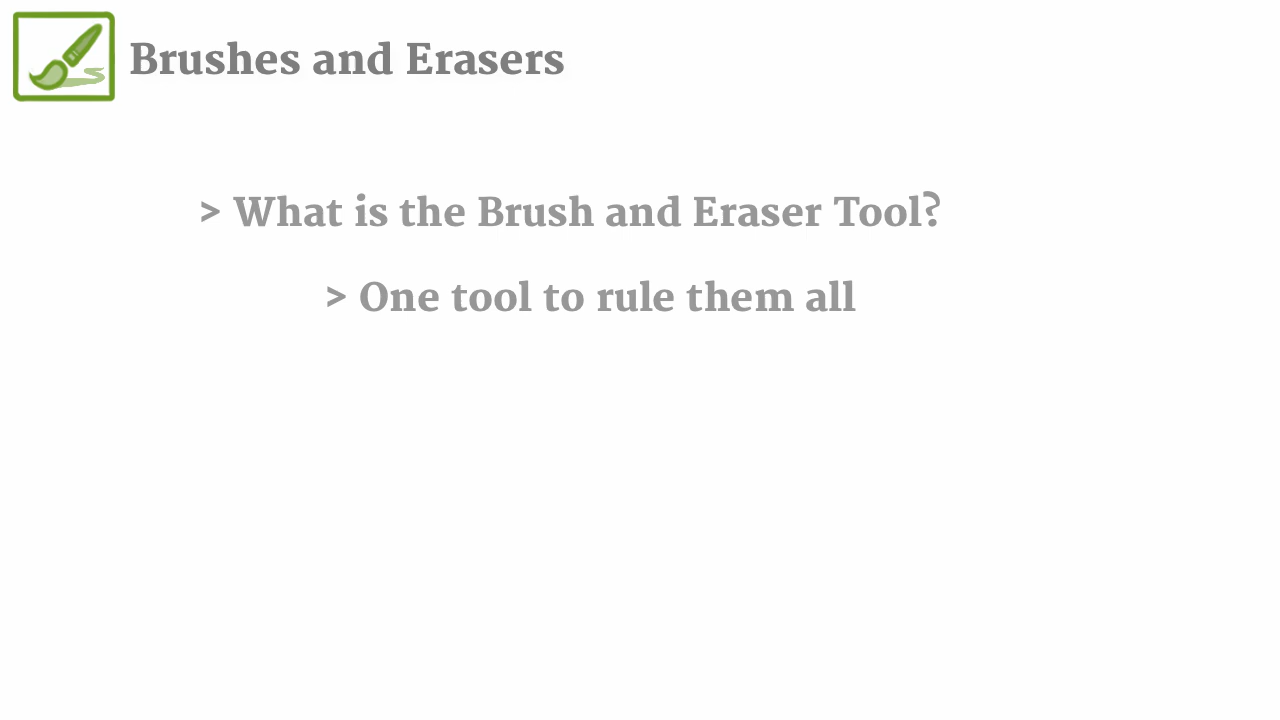 Brushes and Erasers
> What is the Brush and Eraser Tool?
> One tool to rule them all